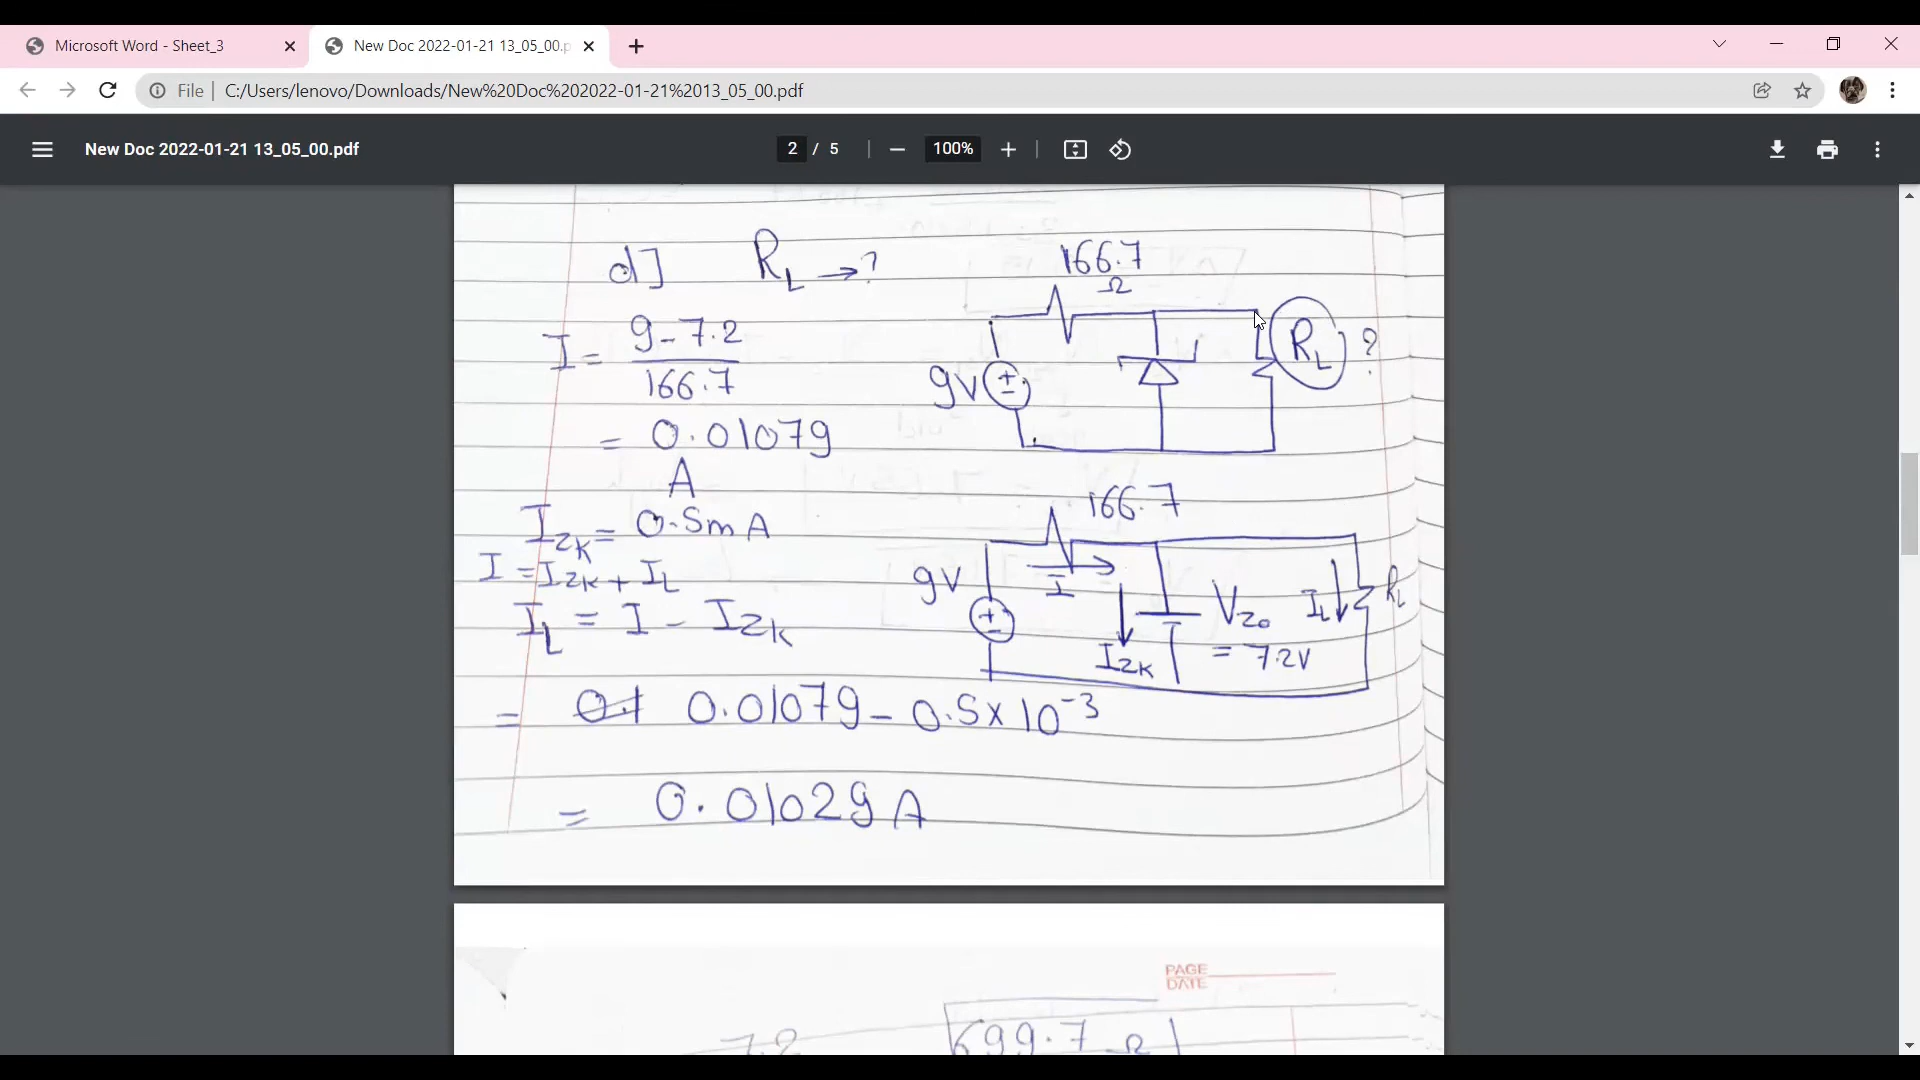 Microsoft Word - Sheet_3
New Doc 2022-01-21 13_05_00.p
File | C:/Users/lenovo/Downloads/New%20Doc%202022-01-21%2013_05_00.pdf
New Doc 2022-01-21 13_05_00.pdf
2 / 5
100%
d] RL → ?
166.7
Ω
I = 9 - 7.2
166.7
9V
RL ?
= 0.01079
A
166.7
IZK = 0.5mA
I = IZK + IL
9V
I
VZo
IL
RL
IL = I - IZK
IZK
= 7.2V
= 0.01079 - 0.5 × 10-3
= 0.01029 A
PAGE
DATE
7.2
699.7 Ω